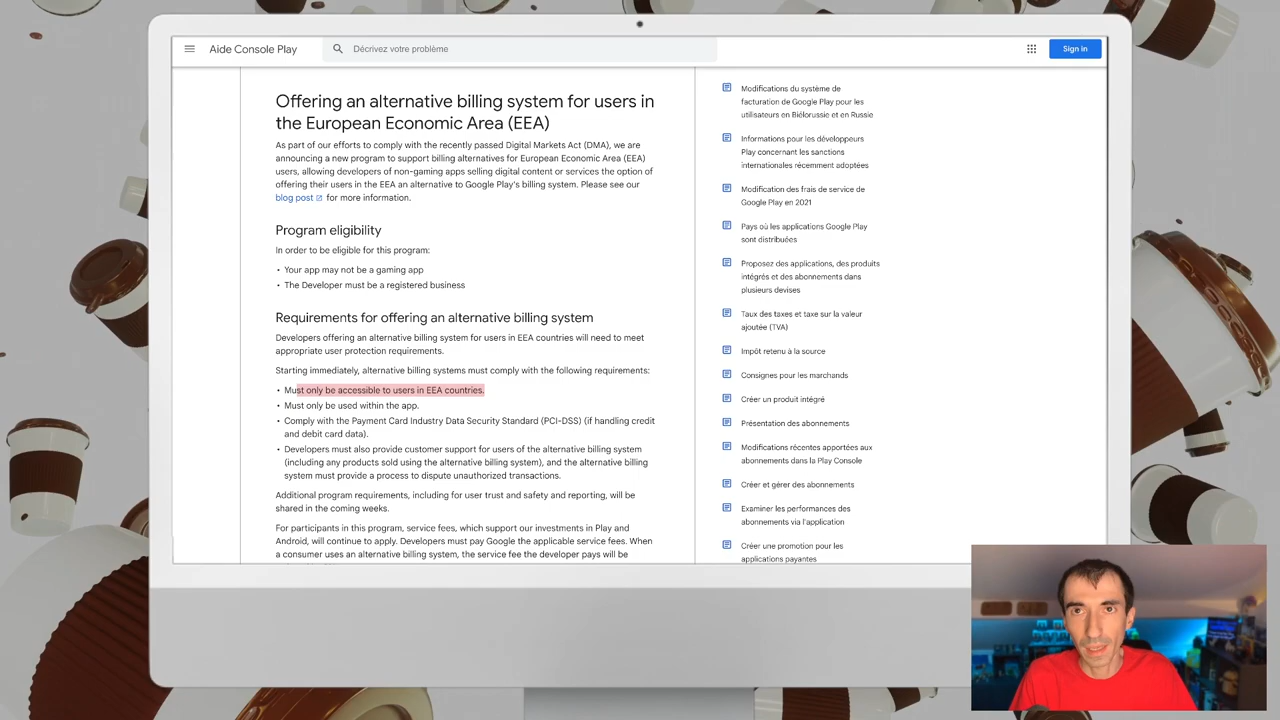 Aide Console Play
Décrivez votre problème
Sign in
Offering an alternative billing system for users in
the European Economic Area (EEA)
As part of our efforts to comply with the recently passed Digital Markets Act (DMA), we are
announcing a new program to support billing alternatives for European Economic Area (EEA)
users, allowing developers of non-gaming apps selling digital content or services the option of
offering their users in the EEA an alternative to Google Play's billing system. Please see our
blog post for more information.
Program eligibility
In order to be eligible for this program:
• Your app may not be a gaming app
• The Developer must be a registered business
Requirements for offering an alternative billing system
Developers offering an alternative billing system for users in EEA countries will need to meet
appropriate user protection requirements.
Starting immediately, alternative billing systems must comply with the following requirements:
• Must only be accessible to users in EEA countries.
• Must only be used within the app.
• Comply with the Payment Card Industry Data Security Standard (PCI-DSS) (if handling credit
and debit card data).
• Developers must also provide customer support for users of the alternative billing system
(including any products sold using the alternative billing system), and the alternative billing
system must provide a process to dispute unauthorized transactions.
Additional program requirements, including for user trust and safety and reporting, will be
shared in the coming weeks.
For participants in this program, service fees, which support our investments in Play and
Android, will continue to apply. Developers must pay Google the applicable service fees. When
a consumer uses an alternative billing system, the service fee the developer pays will be
Modifications du système de
facturation de Google Play pour les
utilisateurs en Biélorussie et en Russie
Informations pour les développeurs
Play concernant les sanctions
internationales récemment adoptées
Modification des frais de service de
Google Play en 2021
Pays où les applications Google Play
sont distribuées
Proposez des applications, des produits
intégrés et des abonnements dans
plusieurs devises
Taux des taxes et taxe sur la valeur
ajoutée (TVA)
Impôt retenu à la source
Consignes pour les marchands
Créer un produit intégré
Présentation des abonnements
Modifications récentes apportées aux
abonnements dans la Play Console
Créer et gérer des abonnements
Examiner les performances des
abonnements via l'application
Créer une promotion pour les
applications payantes